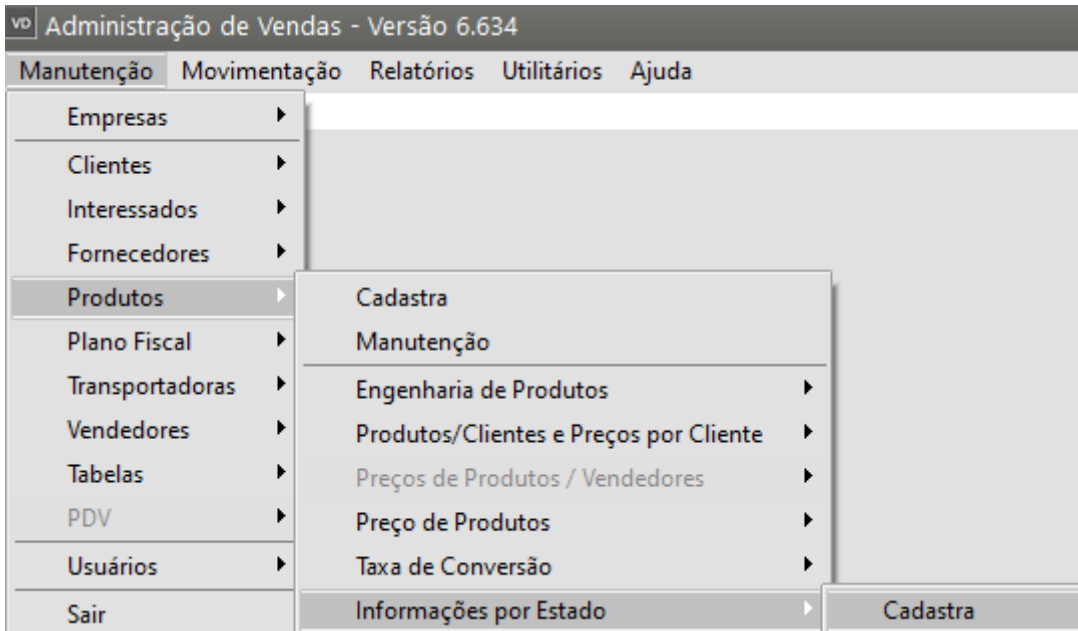 VD Administração de Vendas - Versão 6.634
Manutenção Movimentação Relatórios Utilitários Ajuda
Empresas
Clientes
Interessados
Fornecedores
Produtos
Plano Fiscal
Transportadoras
Vendedores
Tabelas
PDV
Usuários
Sair
Cadastra
Manutenção
Engenharia de Produtos
Produtos/Clientes e Preços por Cliente
Preços de Produtos / Vendedores
Preço de Produtos
Taxa de Conversão
Informações por Estado
Cadastra